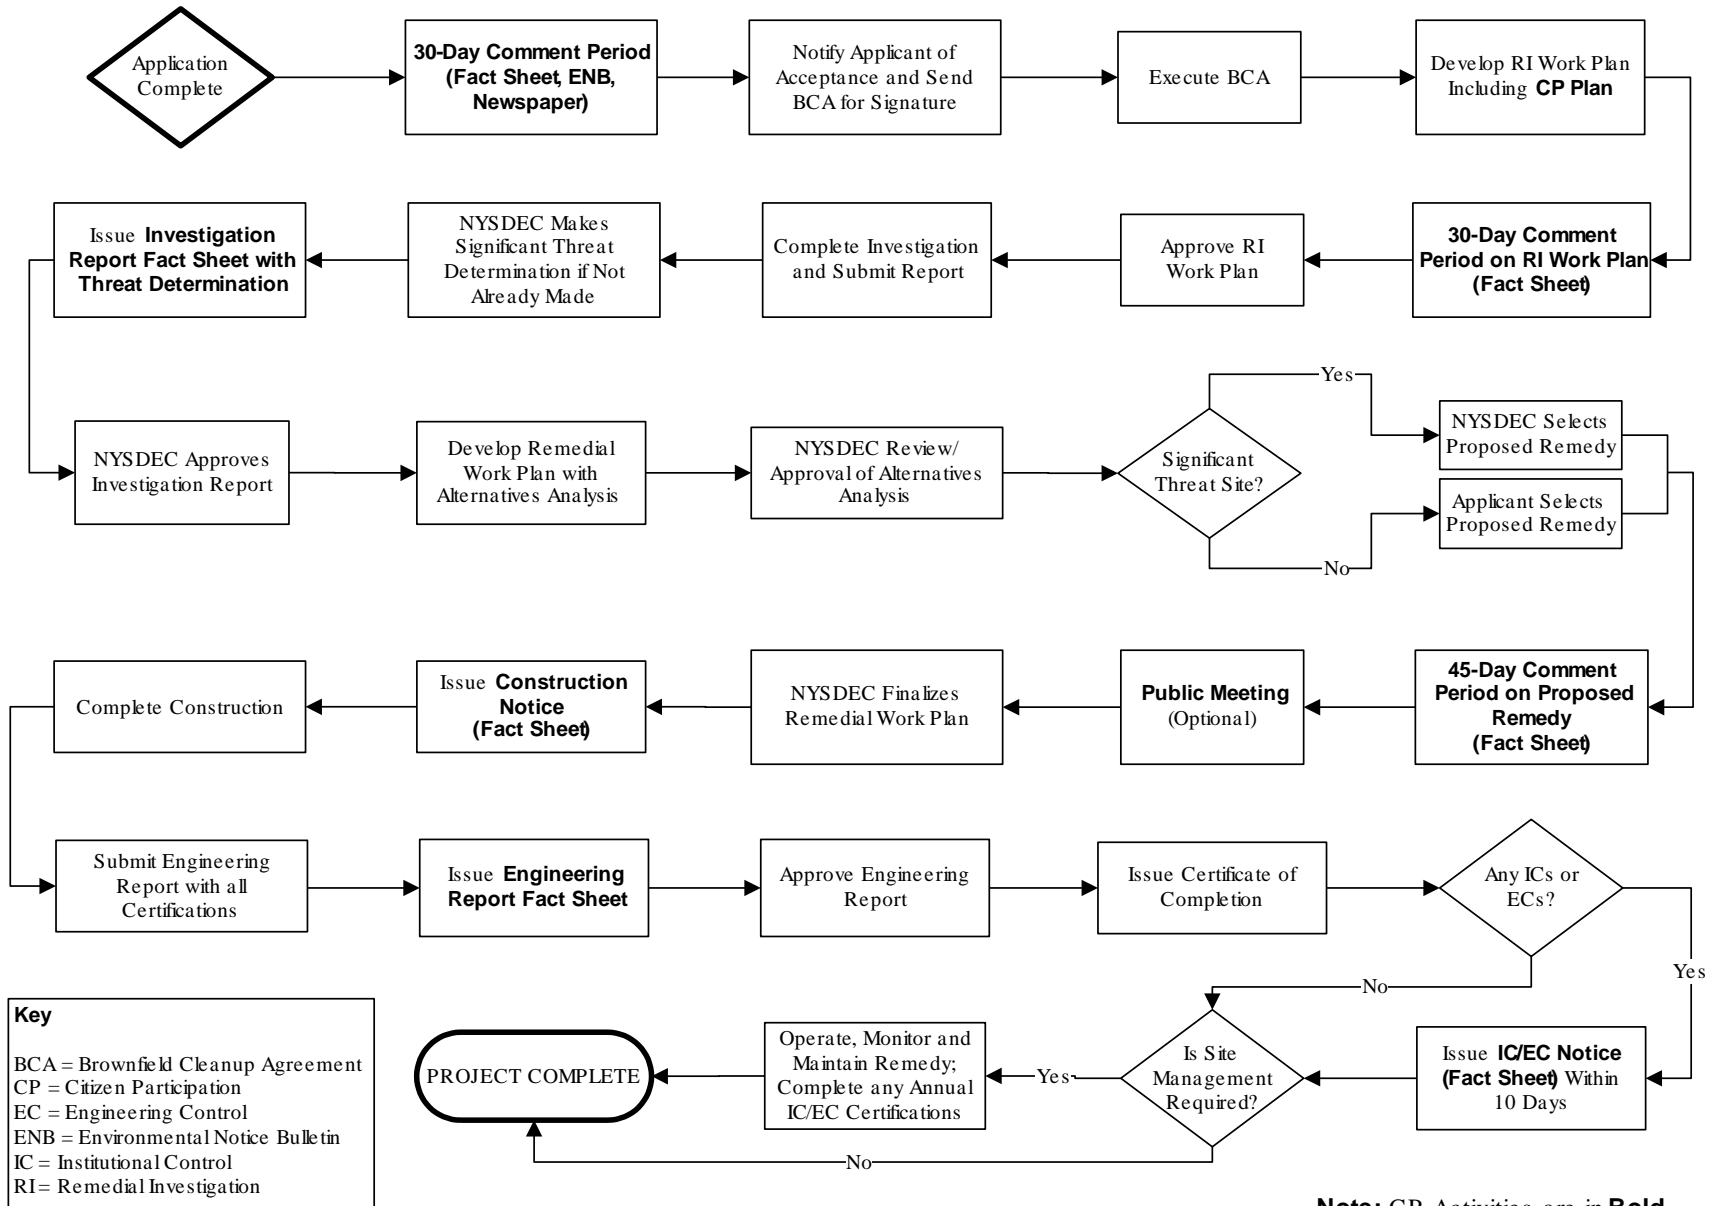 Application
Complete
30-Day Comment Period
(Fact Sheet, ENB,
Newspaper)
Notify Applicant of
Acceptance and Send
BCA for Signature
Execute BCA
Develop RI Work Plan
Including CP Plan
Issue Investigation
Report Fact Sheet with
Threat Determination
NYSDEC Makes
Significant Threat
Determination if Not
Already Made
Complete Investigation
and Submit Report
Approve RI
Work Plan
30-Day Comment
Period on RI Work Plan
(Fact Sheet)
NYSDEC Approves
Investigation Report
Develop Remedial
Work Plan with
Alternatives Analysis
NYSDEC Review/
Approval of Alternatives
Analysis
Significant
Threat Site?
Yes
No
NYSDEC Selects
Proposed Remedy
Applicant Selects
Proposed Remedy
Complete Construction
Issue Construction
Notice
(Fact Sheet)
NYSDEC Finalizes
Remedial Work Plan
Public Meeting
(Optional)
45-Day Comment
Period on Proposed
Remedy
(Fact Sheet)
Submit Engineering
Report with all
Certifications
Issue Engineering
Report Fact Sheet
Approve Engineering
Report
Issue Certificate of
Completion
Any ICs or
ECs?
Yes
No
Key
BCA = Brownfield Cleanup Agreement
CP = Citizen Participation
EC = Engineering Control
ENB = Environmental Notice Bulletin
IC = Institutional Control
RI = Remedial Investigation
PROJECT COMPLETE
Operate, Monitor and
Maintain Remedy;
Complete any Annual
IC/EC Certifications
Yes
Is Site
Management
Required?
Issue IC/EC Notice
(Fact Sheet) Within
10 Days
No
Note: CP Activities are in Bold